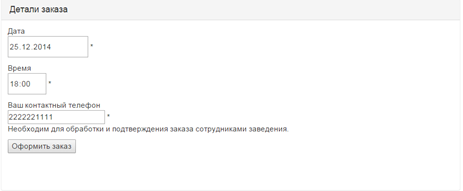 Детали заказа
Дата
25.12.2014 *
Время
18:00 *
Ваш контактный телефон
2222221111 *
Необходим для обработки и подтверждения заказа сотрудниками заведения.
Оформить заказ